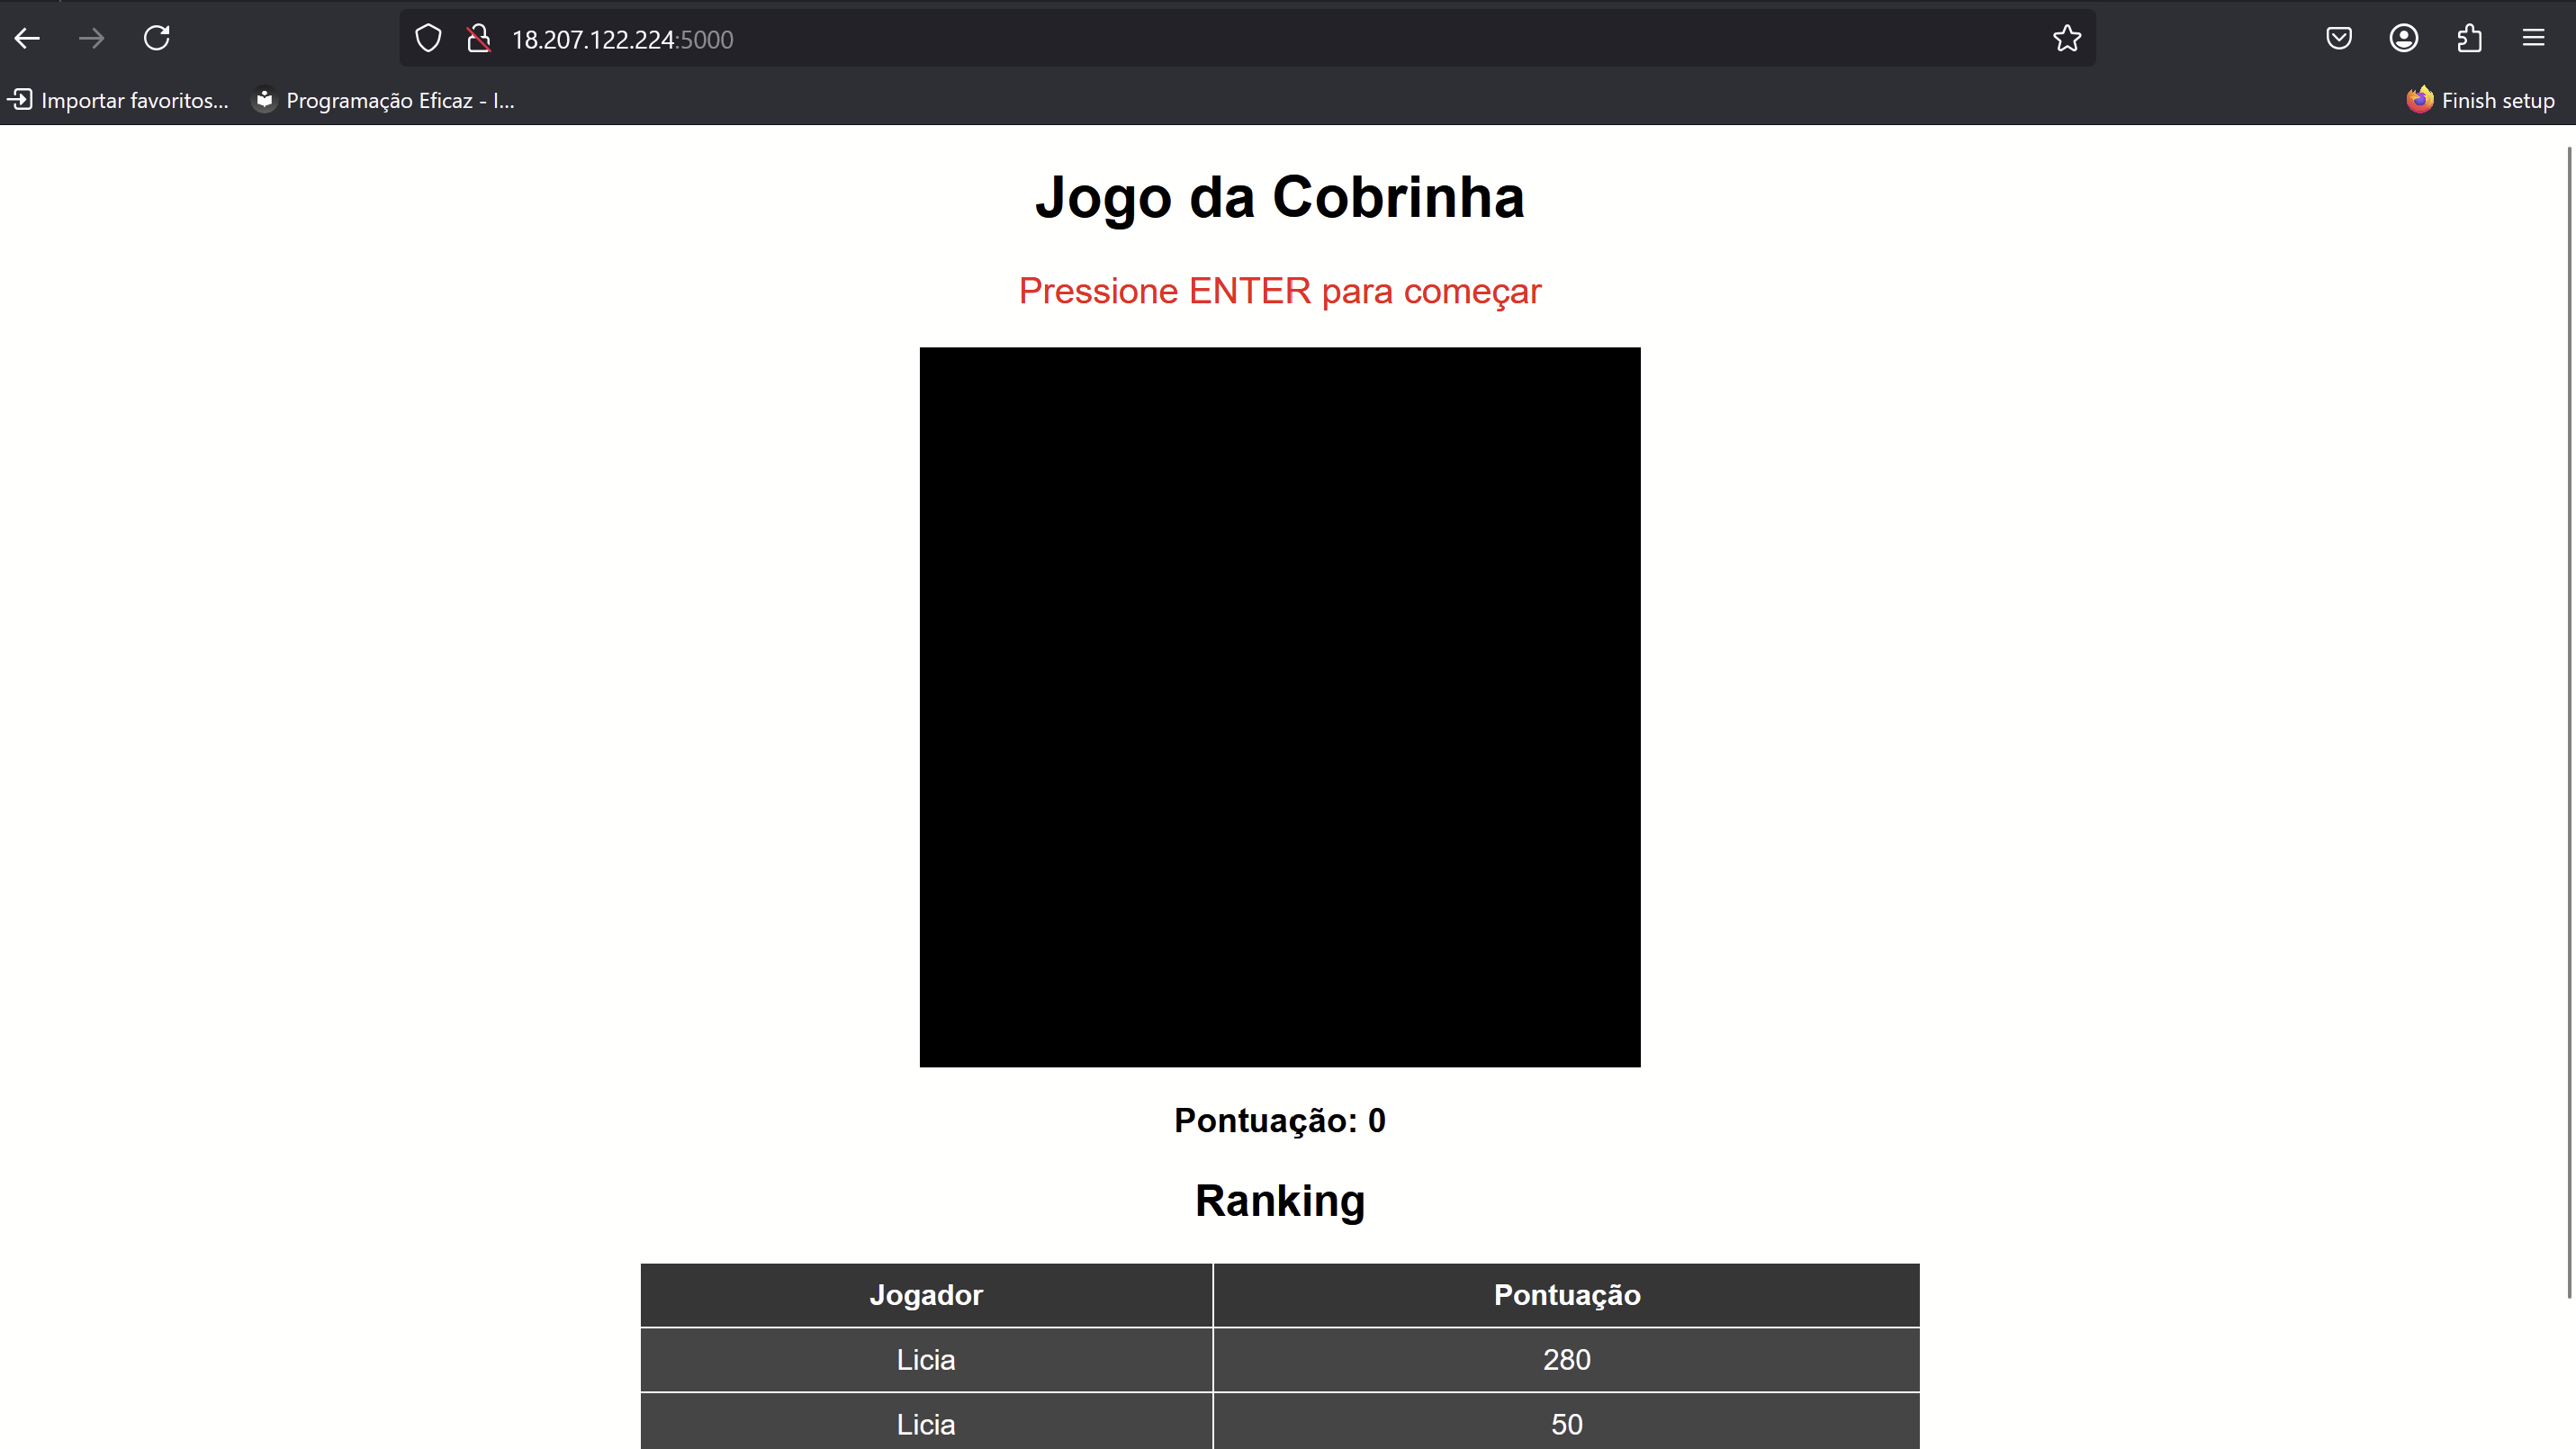 18.207.122.224:5000
Importar favoritos...
Programação Eficaz - I...
Finish setup
Jogo da Cobrinha
Pressione ENTER para começar
Pontuação: 0
Ranking
Jogador Pontuação
Licia 280
Licia 50